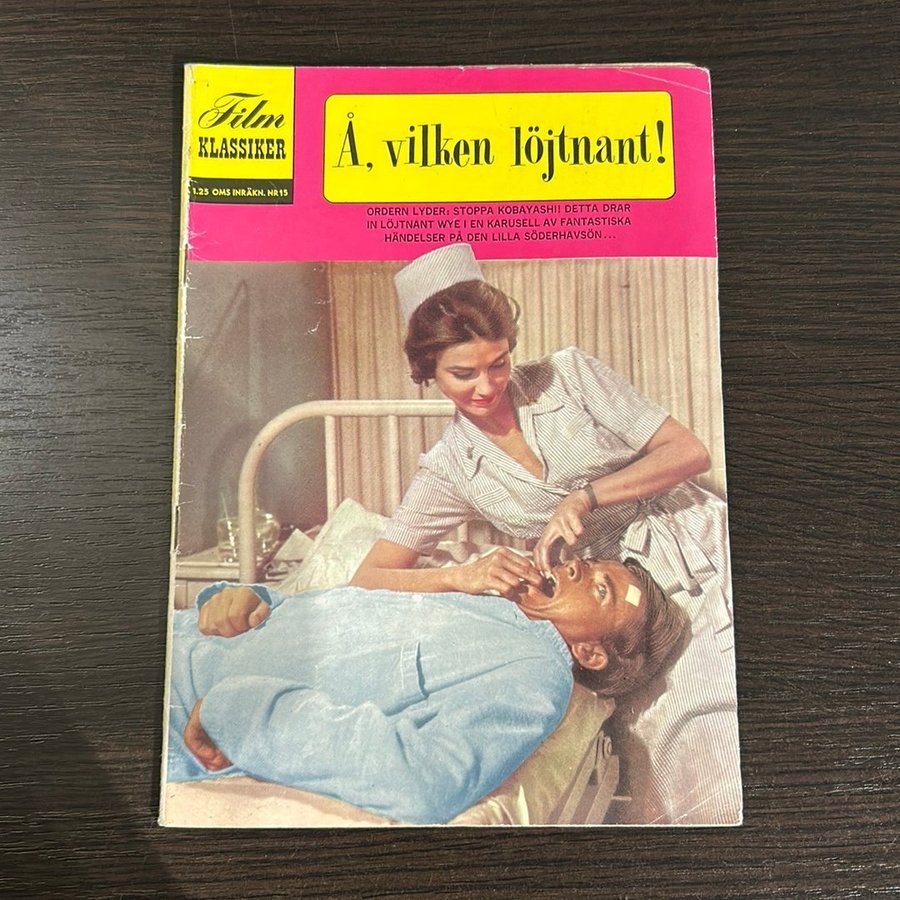 Film
KLASSIKER
1.25 OMS INRÄKN. NR 15
Å, vilken löjtnant!
ORDERN LYDER: STOPPA KOBAYASHI! DETTA DRAR
IN LÖJTNANT WYE I EN KARUSELL AV FANTASTISKA
HÄNDELSER PÅ DEN LILLA SÖDERHAVSÖN...